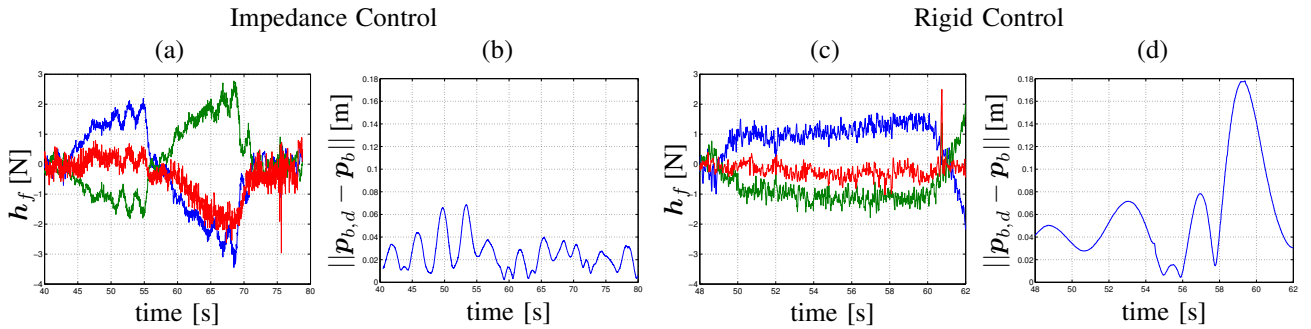 Impedance Control
Rigid Control
(a)
(b)
(c)
(d)
h_f [N]
3
2
1
0
−1
−2
−3
−4
40 45 50 55 60 65 70 75 80
time [s]
||p_{b,d} − p_b|| [m]
0.18
0.16
0.14
0.12
0.1
0.08
0.06
0.04
0.02
0
40 45 50 55 60 65 70 75 80
time [s]
h_f [N]
3
2
1
0
−1
−2
−3
−4
48 50 52 54 56 58 60 62
time [s]
||p_{b,d} − p_b|| [m]
0.18
0.16
0.14
0.12
0.1
0.08
0.06
0.04
0.02
0
48 50 52 54 56 58 60 62
time [s]